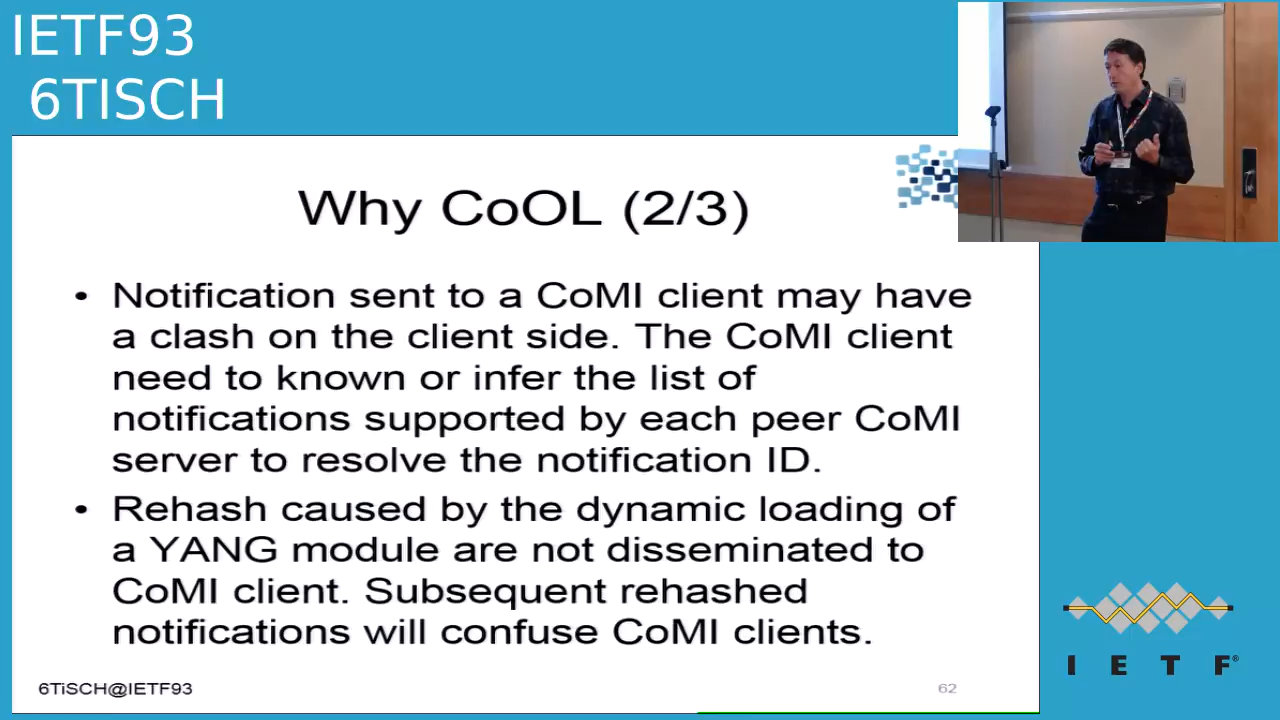 IETF93
6TISCH
Why CoOL (2/3)
• Notification sent to a CoMI client may have
a clash on the client side. The CoMI client
need to known or infer the list of
notifications supported by each peer CoMI
server to resolve the notification ID.
• Rehash caused by the dynamic loading of
a YANG module are not disseminated to
CoMI client. Subsequent rehashed
notifications will confuse CoMI clients.
6TiSCH@IETF93
62
I E T F®